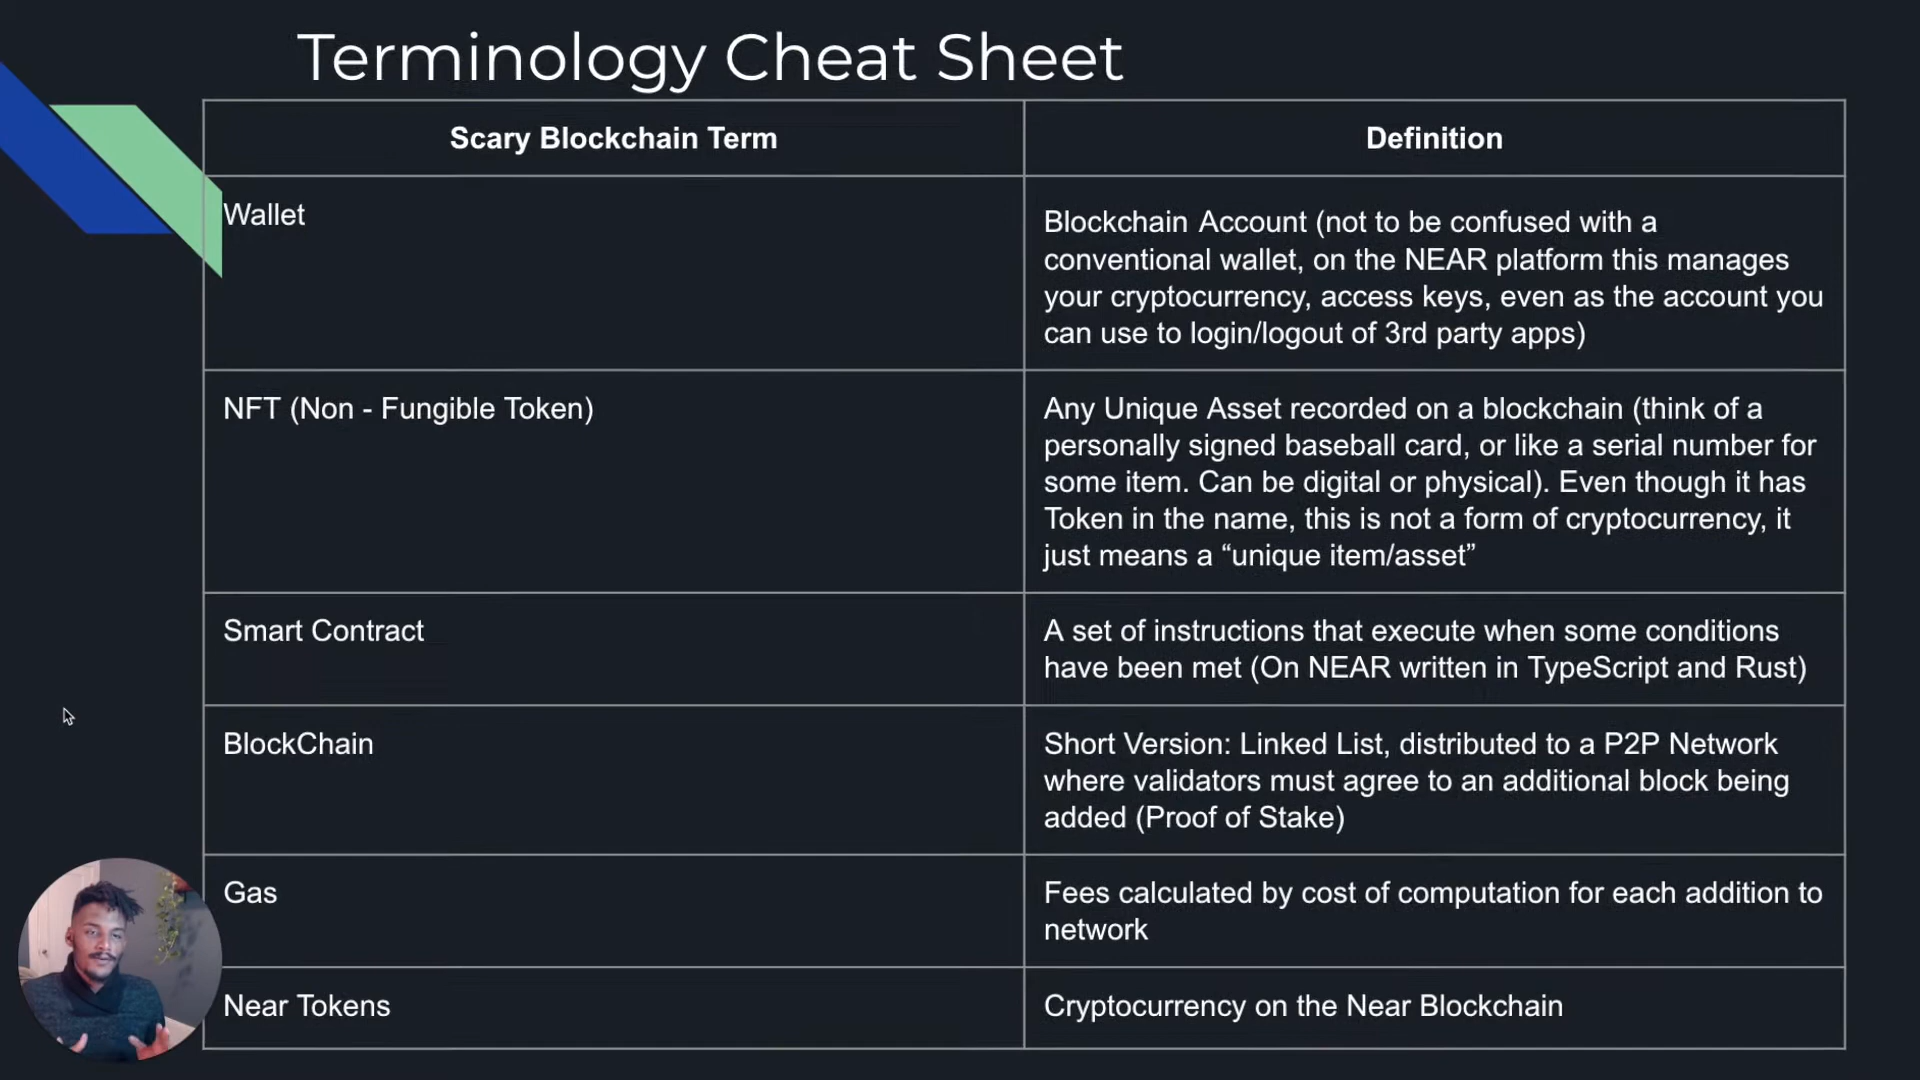 Terminology Cheat Sheet
Scary Blockchain Term
Definition
Wallet
Blockchain Account (not to be confused with a
conventional wallet, on the NEAR platform this manages
your cryptocurrency, access keys, even as the account you
can use to login/logout of 3rd party apps)
NFT (Non - Fungible Token)
Any Unique Asset recorded on a blockchain (think of a
personally signed baseball card, or like a serial number for
some item. Can be digital or physical). Even though it has
Token in the name, this is not a form of cryptocurrency, it
just means a “unique item/asset”
Smart Contract
A set of instructions that execute when some conditions
have been met (On NEAR written in TypeScript and Rust)
BlockChain
Short Version: Linked List, distributed to a P2P Network
where validators must agree to an additional block being
added (Proof of Stake)
Gas
Fees calculated by cost of computation for each addition to
network
Near Tokens
Cryptocurrency on the Near Blockchain